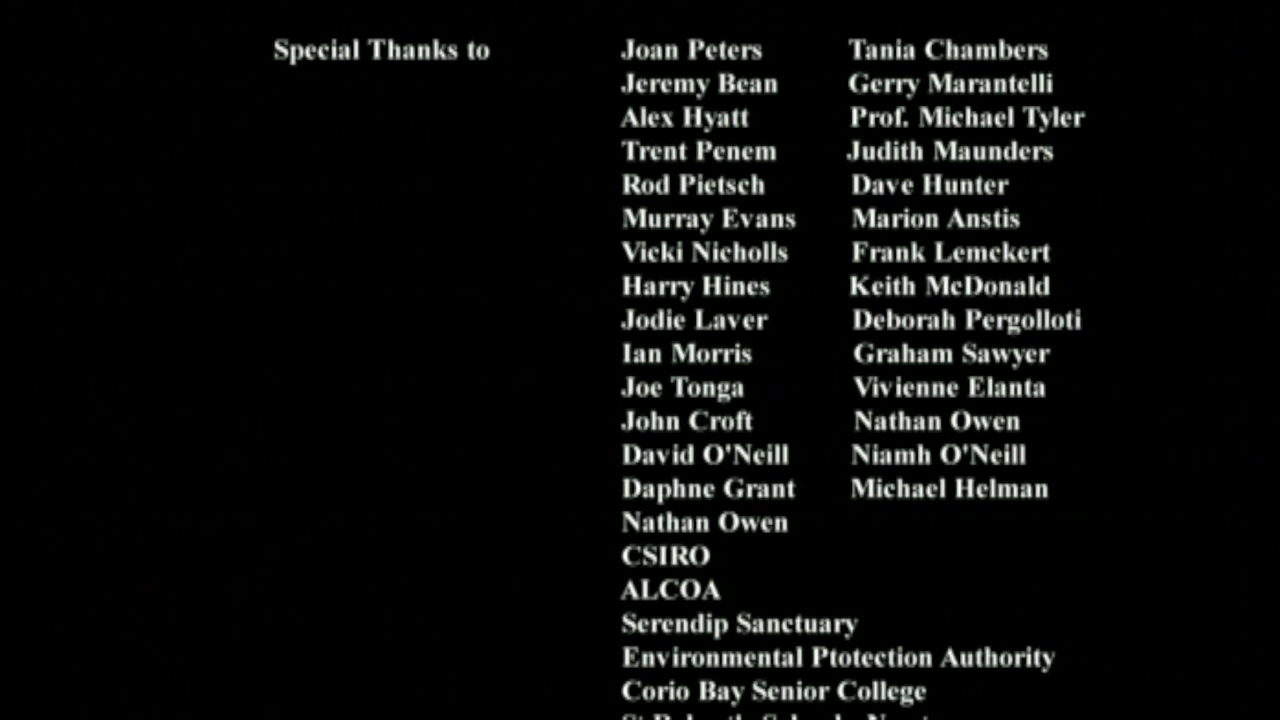 Special Thanks to Joan Peters Tania Chambers
Jeremy Bean Gerry Marantelli
Alex Hyatt Prof. Michael Tyler
Trent Penem Judith Maunders
Rod Pietsch Dave Hunter
Murray Evans Marion Anstis
Vicki Nicholls Frank Lemckert
Harry Hines Keith McDonald
Jodie Laver Deborah Pergolloti
Ian Morris Graham Sawyer
Joe Tonga Vivienne Elanta
John Croft Nathan Owen
David O'Neill Niamh O'Neill
Daphne Grant Michael Helman
Nathan Owen
CSIRO
ALCOA
Serendip Sanctuary
Environmental Ptotection Authority
Corio Bay Senior College